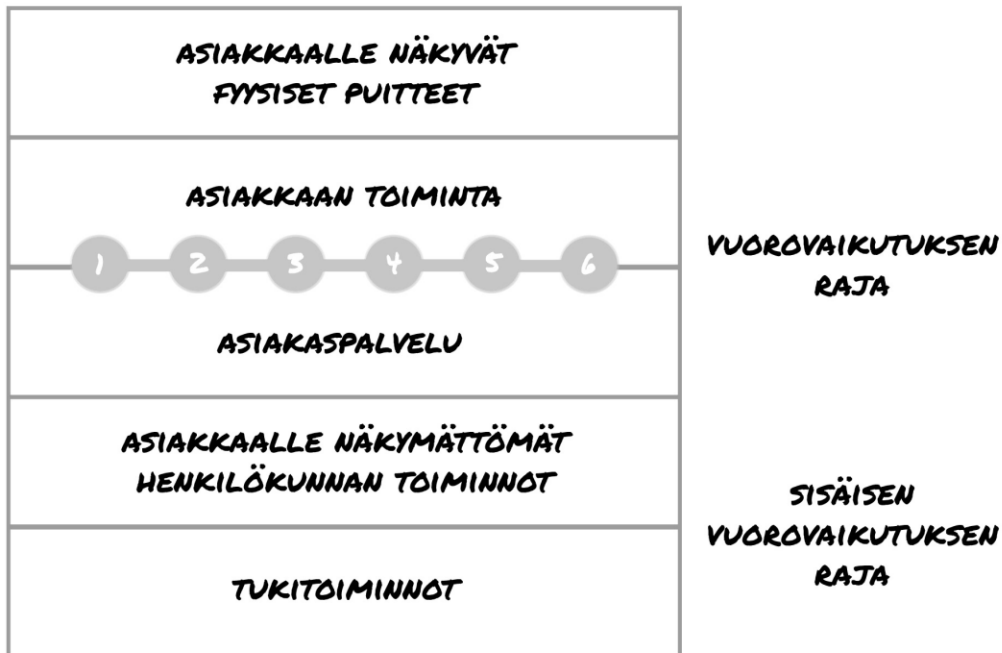 ASIAKKAALLE NÄKYVÄT
FYYSISET PUITTEET
ASIAKKAAN TOIMINTA
1 2 3 4 5 6
VUOROVAIKUTUKSEN
RAJA
ASIAKASPALVELU
ASIAKKAALLE NÄKYMÄTTÖMÄT
HENKILÖKUNNAN TOIMINNOT
SISÄISEN
VUOROVAIKUTUKSEN
RAJA
TUKITOIMINNOT